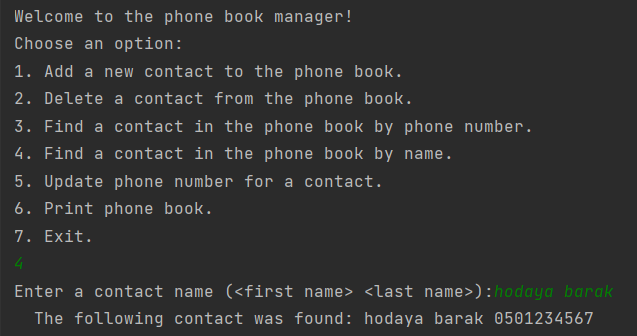 Welcome to the phone book manager!
Choose an option:
1. Add a new contact to the phone book.
2. Delete a contact from the phone book.
3. Find a contact in the phone book by phone number.
4. Find a contact in the phone book by name.
5. Update phone number for a contact.
6. Print phone book.
7. Exit.
4
Enter a contact name (<first name> <last name>):hodaya barak
The following contact was found: hodaya barak 0501234567